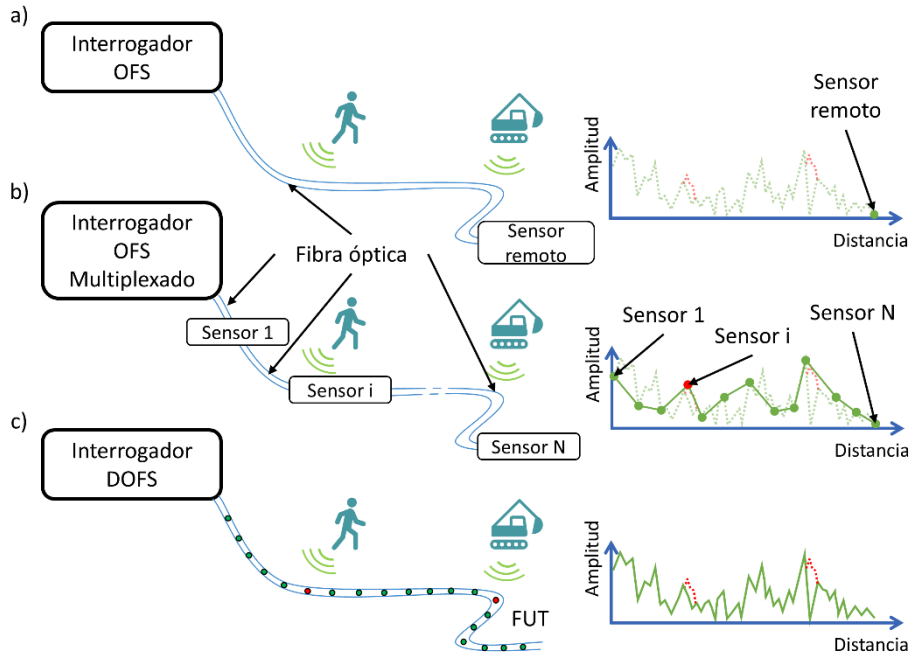 a)
Interrogador
OFS
Sensor
remoto
Amplitud
Sensor
remoto
Distancia
b)
Interrogador
OFS
Multiplexado
Fibra óptica
Sensor 1
Sensor i
Sensor N
Sensor 1
Sensor i
Sensor N
Amplitud
Distancia
c)
Interrogador
DOFS
FUT
Amplitud
Distancia